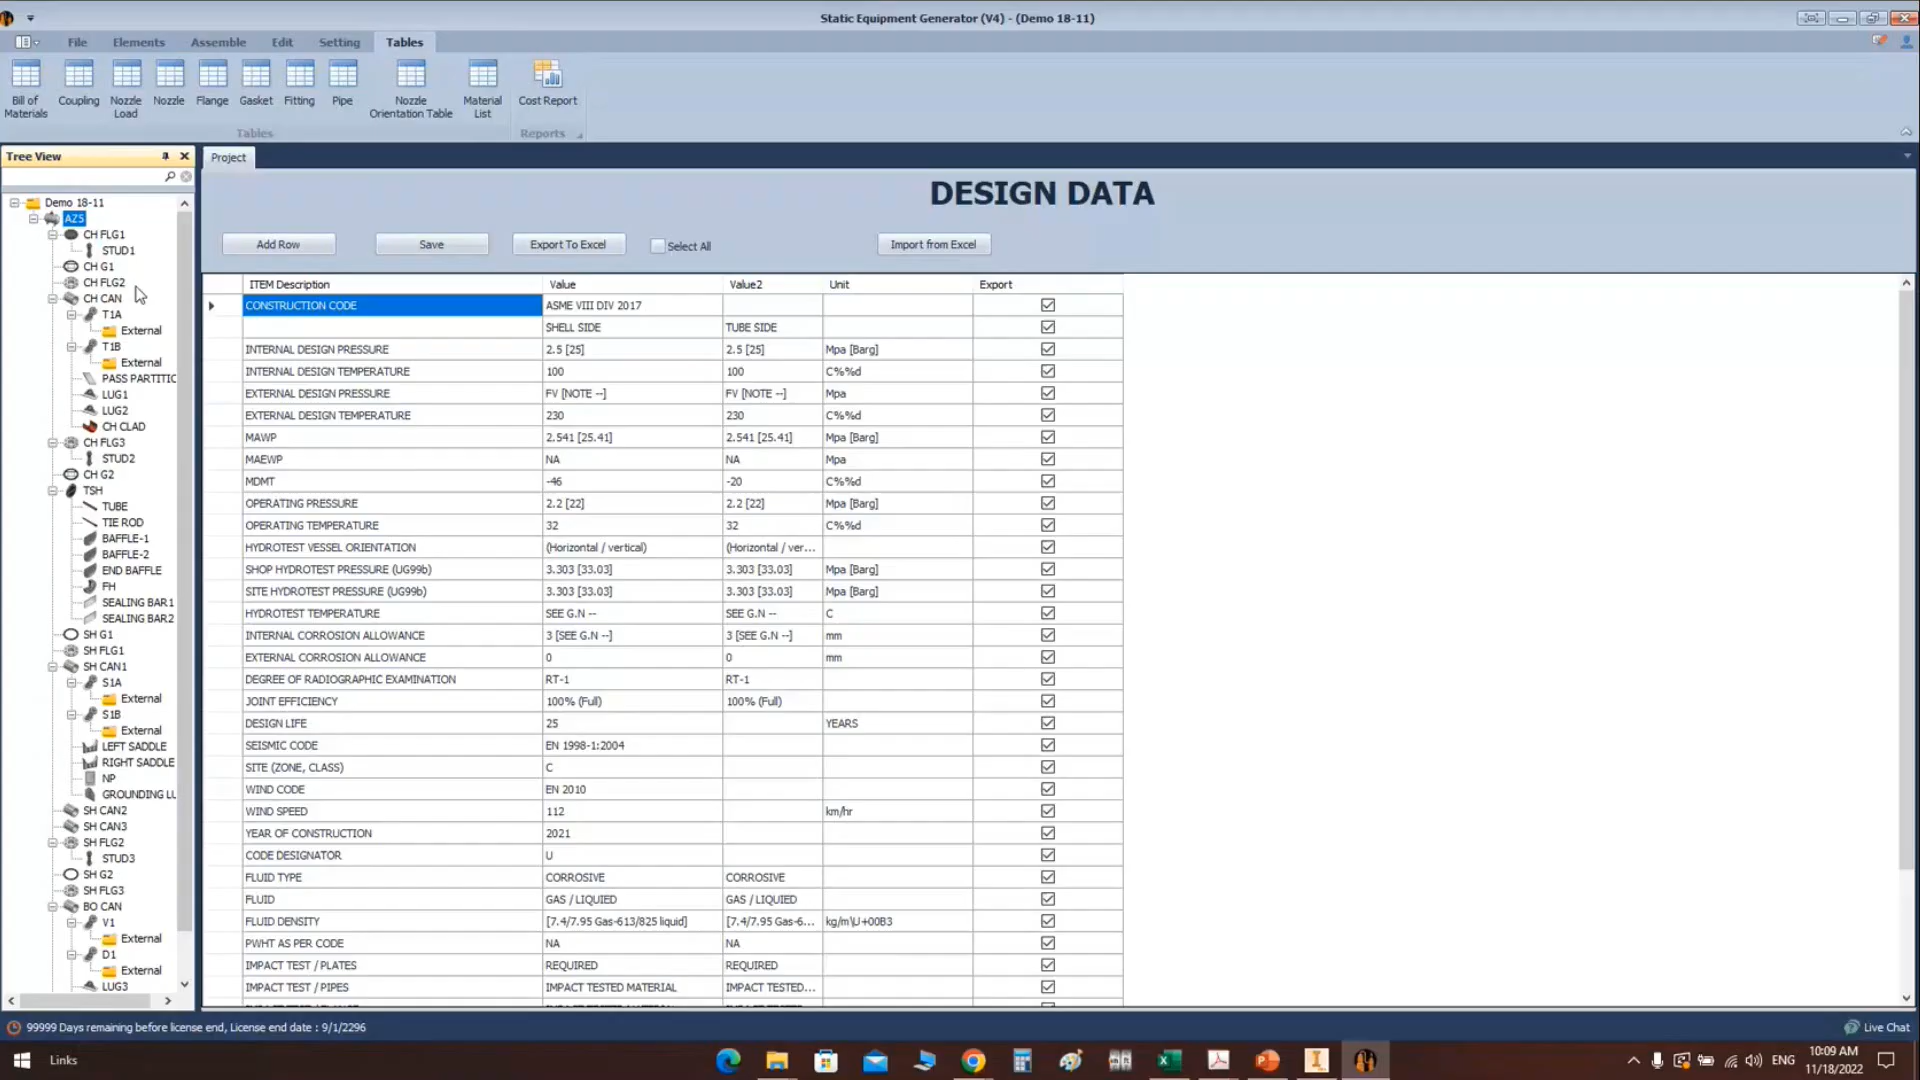 Static Equipment Generator (V4) - (Demo 18-11)
File Elements Assemble Edit Setting Tables
Bill of Materials Coupling Nozzle Load Nozzle Flange Gasket Fitting Pipe Nozzle Orientation Table Material List Cost Report
Tables Reports
Tree View
Project
Demo 18-11
AZ5
CH FLG1
STUD1
CH G1
CH FLG2
CH CAN
T1A
External
T1B
External
PASS PARTITIC
LUG1
LUG2
CH CLAD
CH FLG3
STUD2
CH G2
TSH
TUBE
TIE ROD
BAFFLE-1
BAFFLE-2
END BAFFLE
FH
SEALING BAR1
SEALING BAR2
SH G1
SH FLG1
SH CAN1
S1A
External
S1B
External
LEFT SADDLE
RIGHT SADDLE
NP
GROUNDING LU
SH CAN2
SH CAN3
SH FLG2
STUD3
SH G2
SH FLG3
BO CAN
V1
External
D1
External
LUG3
DESIGN DATA
Add Row Save Export To Excel Select All Import from Excel
ITEM Description Value Value2 Unit Export
CONSTRUCTION CODE ASME VIII DIV 2017
SHELL SIDE TUBE SIDE
INTERNAL DESIGN PRESSURE 2.5 [25] 2.5 [25] Mpa [Barg]
INTERNAL DESIGN TEMPERATURE 100 100 C%%d
EXTERNAL DESIGN PRESSURE FV [NOTE --] FV [NOTE --] Mpa
EXTERNAL DESIGN TEMPERATURE 230 230 C%%d
MAWP 2.541 [25.41] 2.541 [25.41] Mpa [Barg]
MAEWP NA NA Mpa
MDMT -46 -20 C%%d
OPERATING PRESSURE 2.2 [22] 2.2 [22] Mpa [Barg]
OPERATING TEMPERATURE 32 32 C%%d
HYDROTEST VESSEL ORIENTATION (Horizontal / vertical) (Horizontal / ver...
SHOP HYDROTEST PRESSURE (UG99b) 3.303 [33.03] 3.303 [33.03] Mpa [Barg]
SITE HYDROTEST PRESSURE (UG99b) 3.303 [33.03] 3.303 [33.03] Mpa [Barg]
HYDROTEST TEMPERATURE SEE G.N -- SEE G.N -- C
INTERNAL CORROSION ALLOWANCE 3 [SEE G.N --] 3 [SEE G.N --] mm
EXTERNAL CORROSION ALLOWANCE 0 0 mm
DEGREE OF RADIOGRAPHIC EXAMINATION RT-1 RT-1
JOINT EFFICIENCY 100% (Full) 100% (Full)
DESIGN LIFE 25 YEARS
SEISMIC CODE EN 1998-1:2004
SITE (ZONE, CLASS) C
WIND CODE EN 2010
WIND SPEED 112 km/hr
YEAR OF CONSTRUCTION 2021
CODE DESIGNATOR U
FLUID TYPE CORROSIVE CORROSIVE
FLUID GAS / LIQUIED GAS / LIQUIED
FLUID DENSITY [7.4/7.95 Gas-613/825 liquid] [7.4/7.95 Gas-6... kg/m\U+00B3
PWHT AS PER CODE NA NA
IMPACT TEST / PLATES REQUIRED REQUIRED
IMPACT TEST / PIPES IMPACT TESTED MATERIAL IMPACT TESTED...
99999 Days remaining before license end, License end date : 9/1/2296
Live Chat
Links
ENG
10:09 AM
11/18/2022